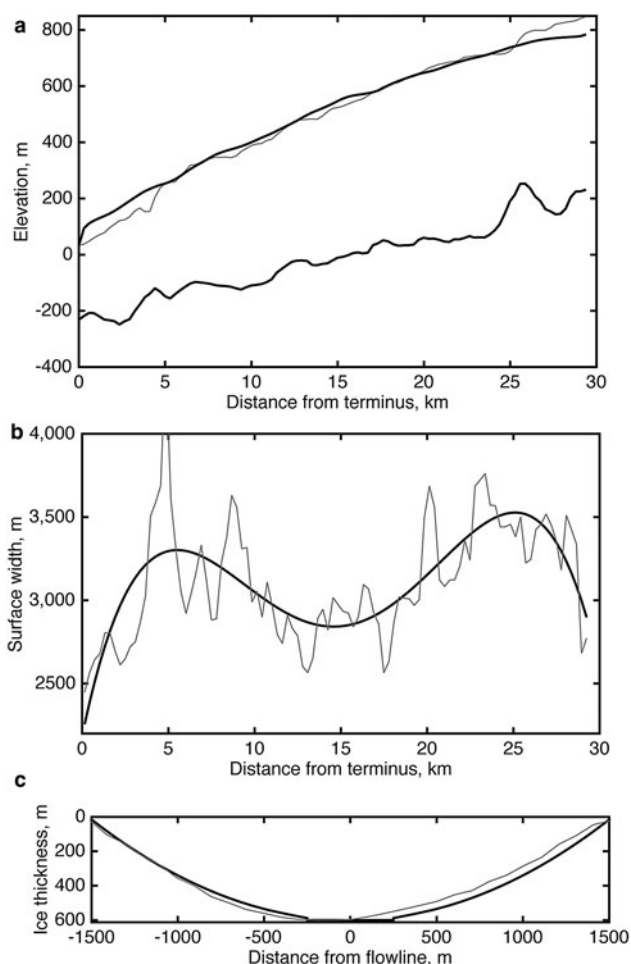 a
800
600
400
200
0
-200
-400
Elevation, m
0 5 10 15 20 25 30
Distance from terminus, km
b
4,000
3,500
3,000
2500
Surface width, m
0 5 10 15 20 25 30
Distance from terminus, km
c
0
200
400
600
Ice thickness, m
-1500 -1000 -500 0 500 1000 1500
Distance from flowline, m